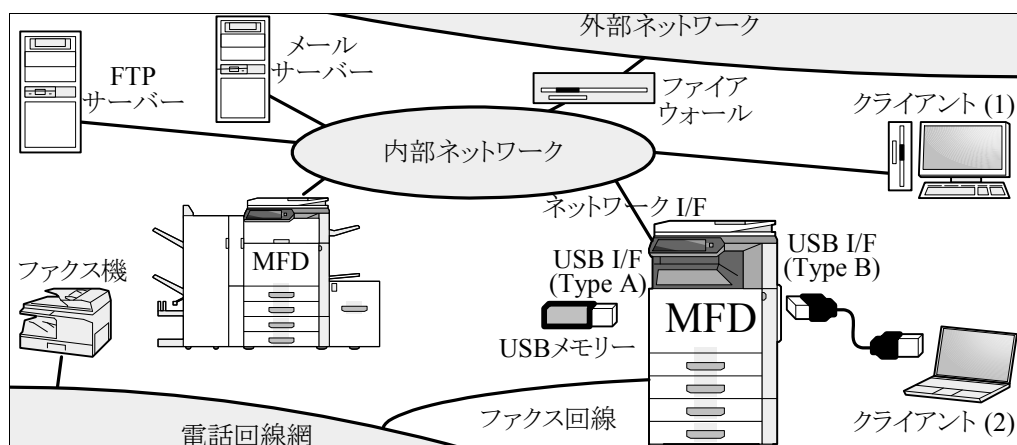 外部ネットワーク
FTP
サーバー
メール
サーバー
ファイア
ウォール
クライアント (1)
内部ネットワーク
ネットワーク I/F
MFD
USB I/F
(Type A)
USB I/F
(Type B)
ファクス機
MFD
USBメモリー
ファクス回線
クライアント (2)
電話回線網